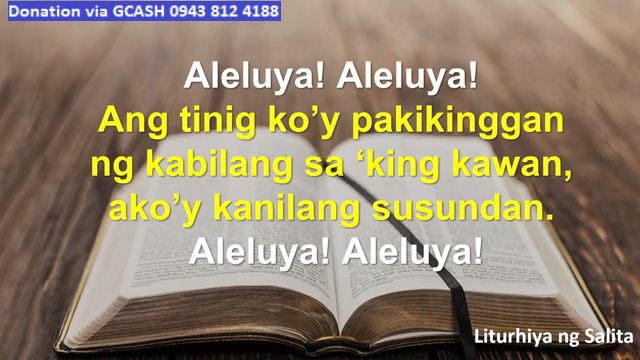 Donation via GCASH 0943 812 4188
Aleluya! Aleluya!
Ang tinig ko’y pakikinggan
ng kabilang sa ‘king kawan,
ako’y kanilang susundan.
Aleluya! Aleluya!
Liturhiya ng Salita